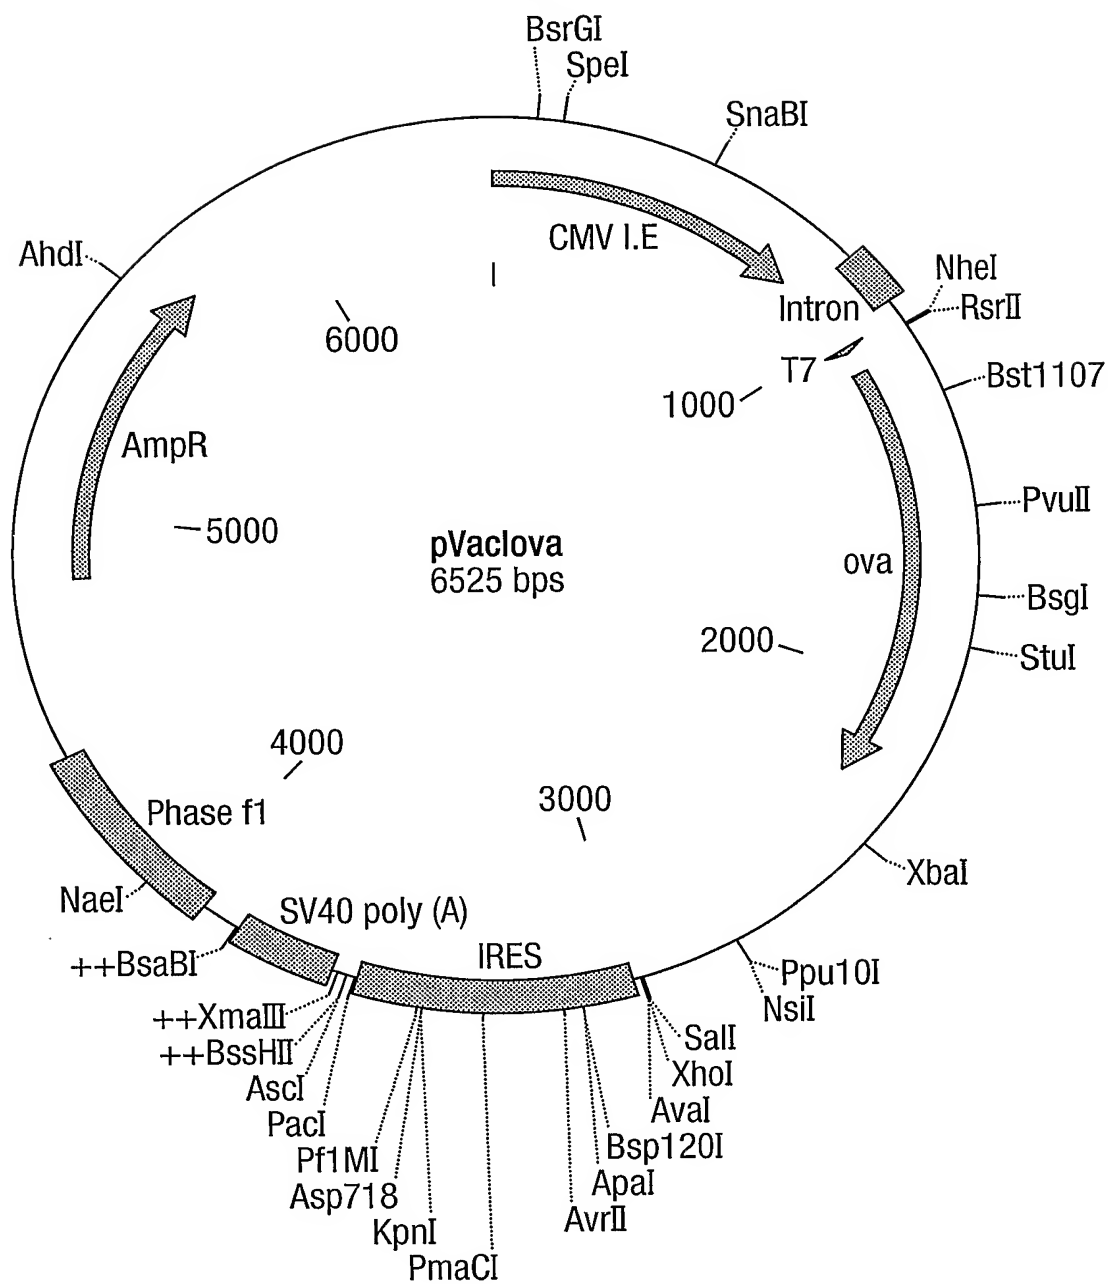 BsrGI
SpeI
SnaBI
CMV I.E
AhdI
I
NheI
Intron
RsrII
6000
T7
Bst1107
1000
AmpR
PvuII
5000
pVacIova
6525 bps
ova
BsgI
2000
StuI
4000
3000
Phase f1
XbaI
NaeI
SV40 poly (A)
++BsaBI
IRES
Ppu10I
NsiI
++XmaIII
SalI
++BssHII
XhoI
AscI
AvaI
PacI
Bsp120I
Pf1MI
ApaI
Asp718
AvrII
KpnI
PmaCI